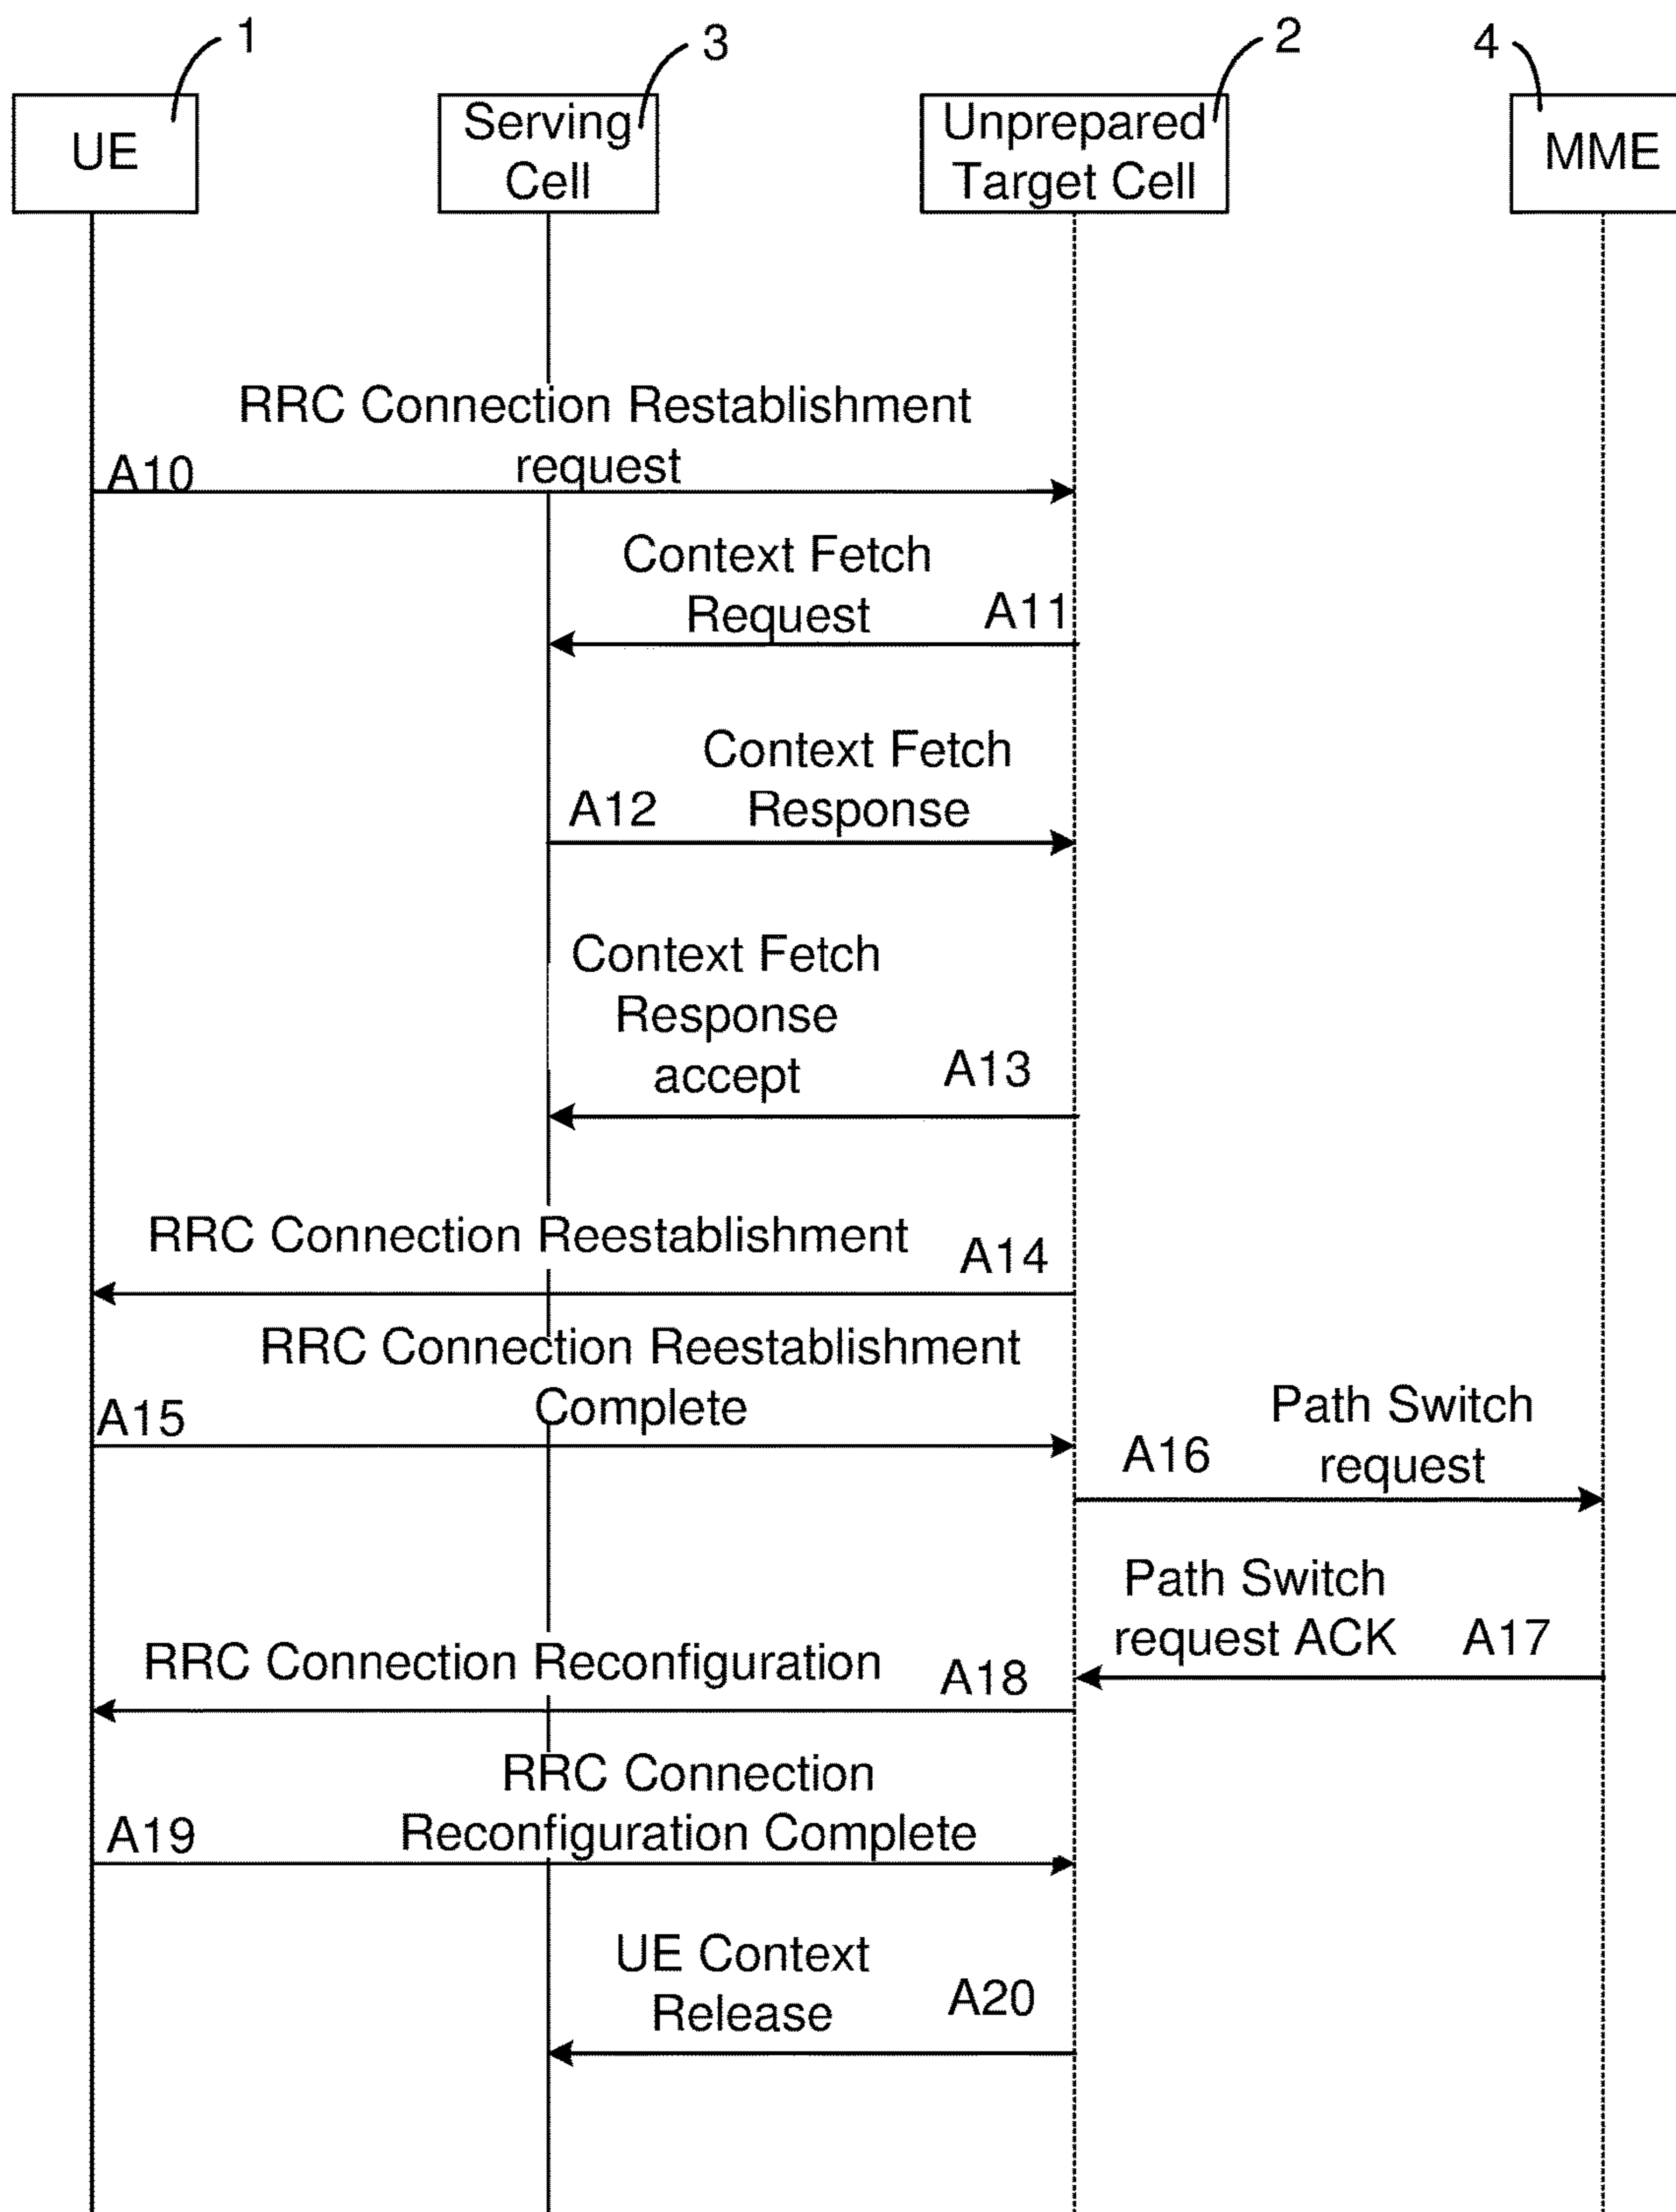 1
3
2
4
UE
Serving
Cell
Unprepared
Target Cell
MME
RRC Connection Restablishment
request
A10
Context Fetch
Request
A11
Context Fetch
Response
A12
Context Fetch
Response
accept
A13
RRC Connection Reestablishment
A14
RRC Connection Reestablishment
Complete
A15
Path Switch
request
A16
Path Switch
request ACK
A17
RRC Connection Reconfiguration
A18
RRC Connection
Reconfiguration Complete
A19
UE Context
Release
A20